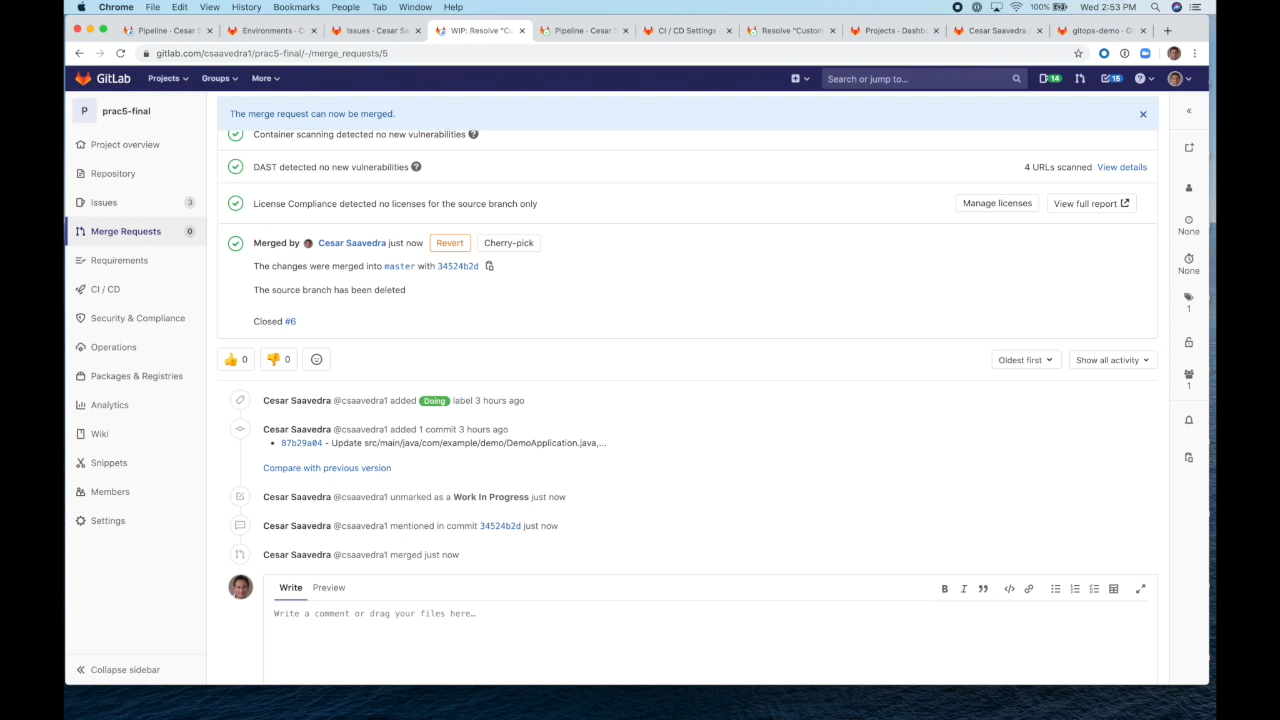 Chrome File Edit View History Bookmarks People Tab Window Help 100% Wed 2:53 PM
Pipeline - Cesar S
Environments - C
Issues - Cesar Sa
WIP: Resolve "Cu
Pipeline - Cesar S
CI / CD Settings
Resolve "Custom
Projects - Dashb
Cesar Saavedra
gitops-demo - Gi
gitlab.com/csaavedra1/prac5-final/-/merge_requests/5
GitLab Projects Groups More Search or jump to... 14 16
P prac5-final
Project overview
Repository
Issues 3
Merge Requests 0
Requirements
CI / CD
Security & Compliance
Operations
Packages & Registries
Analytics
Wiki
Snippets
Members
Settings
Collapse sidebar
The merge request can now be merged.
Container scanning detected no new vulnerabilities
DAST detected no new vulnerabilities 4 URLs scanned View details
License Compliance detected no licenses for the source branch only Manage licenses View full report
Merged by Cesar Saavedra just now Revert Cherry-pick
The changes were merged into master with 34524b2d
The source branch has been deleted
Closed #6
0 0 Oldest first Show all activity
Cesar Saavedra @csaavedra1 added Doing label 3 hours ago
Cesar Saavedra @csaavedra1 added 1 commit 3 hours ago
• 87b29a04 - Update src/main/java/com/example/demo/DemoApplication.java,...
Compare with previous version
Cesar Saavedra @csaavedra1 unmarked as a Work In Progress just now
Cesar Saavedra @csaavedra1 mentioned in commit 34524b2d just now
Cesar Saavedra @csaavedra1 merged just now
Write Preview
Write a comment or drag your files here…
None
None
1
1